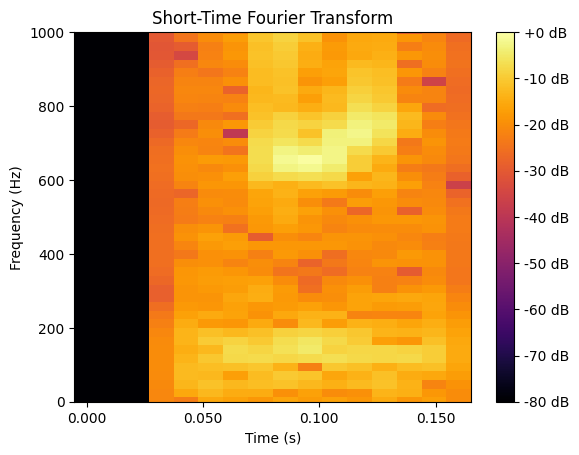 Short-Time Fourier Transform
1000
800
600
400
200
0
Frequency (Hz)
0.000
0.050
0.100
0.150
Time (s)
+0 dB
-10 dB
-20 dB
-30 dB
-40 dB
-50 dB
-60 dB
-70 dB
-80 dB